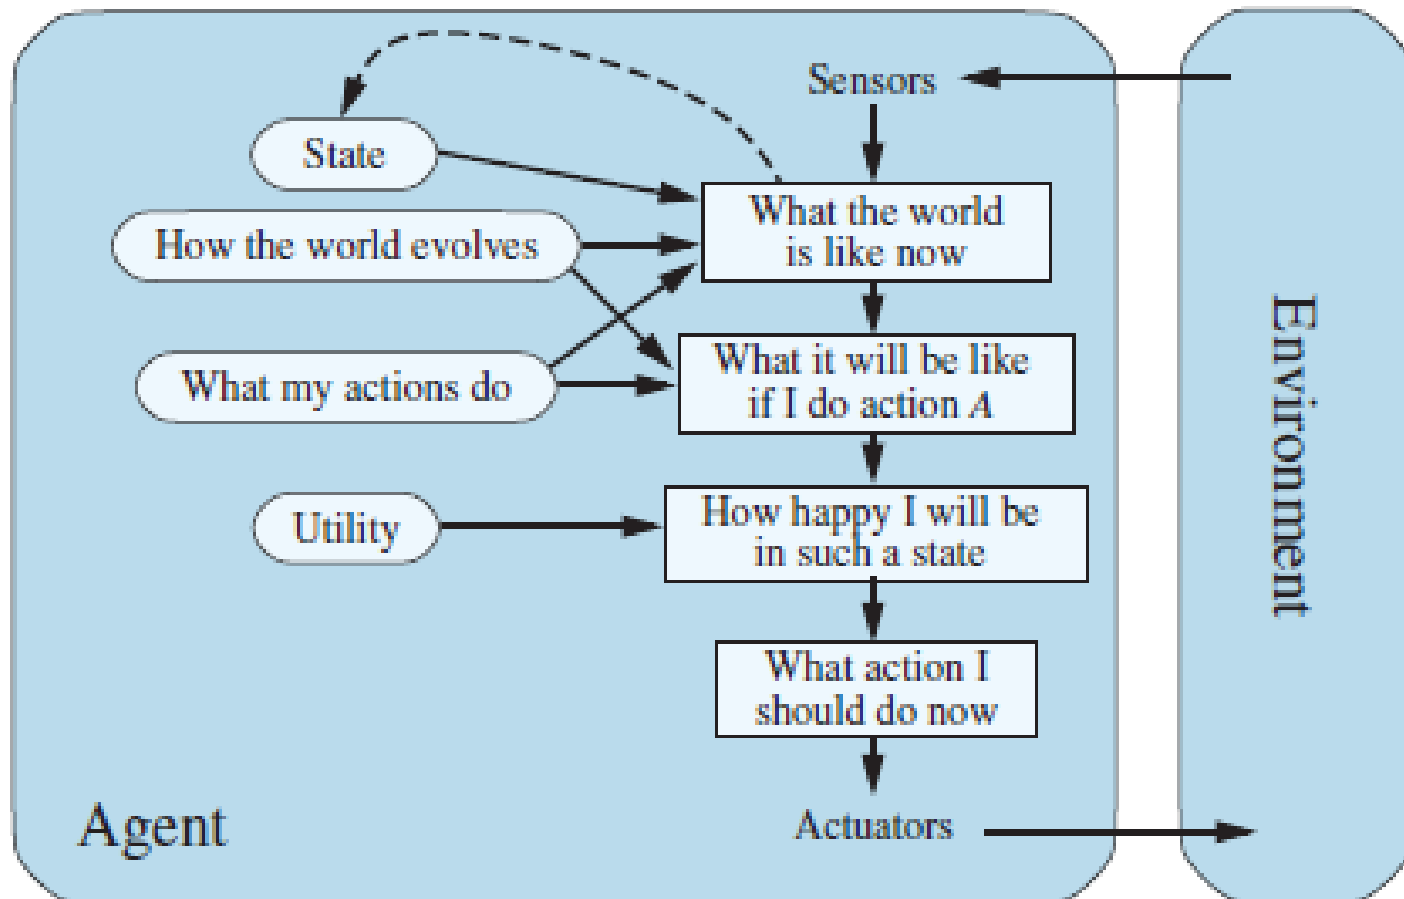 Sensors
State
What the world
is like now
How the world evolves
What my actions do
What it will be like
if I do action A
Utility
How happy I will be
in such a state
What action I
should do now
Agent
Actuators
Environment